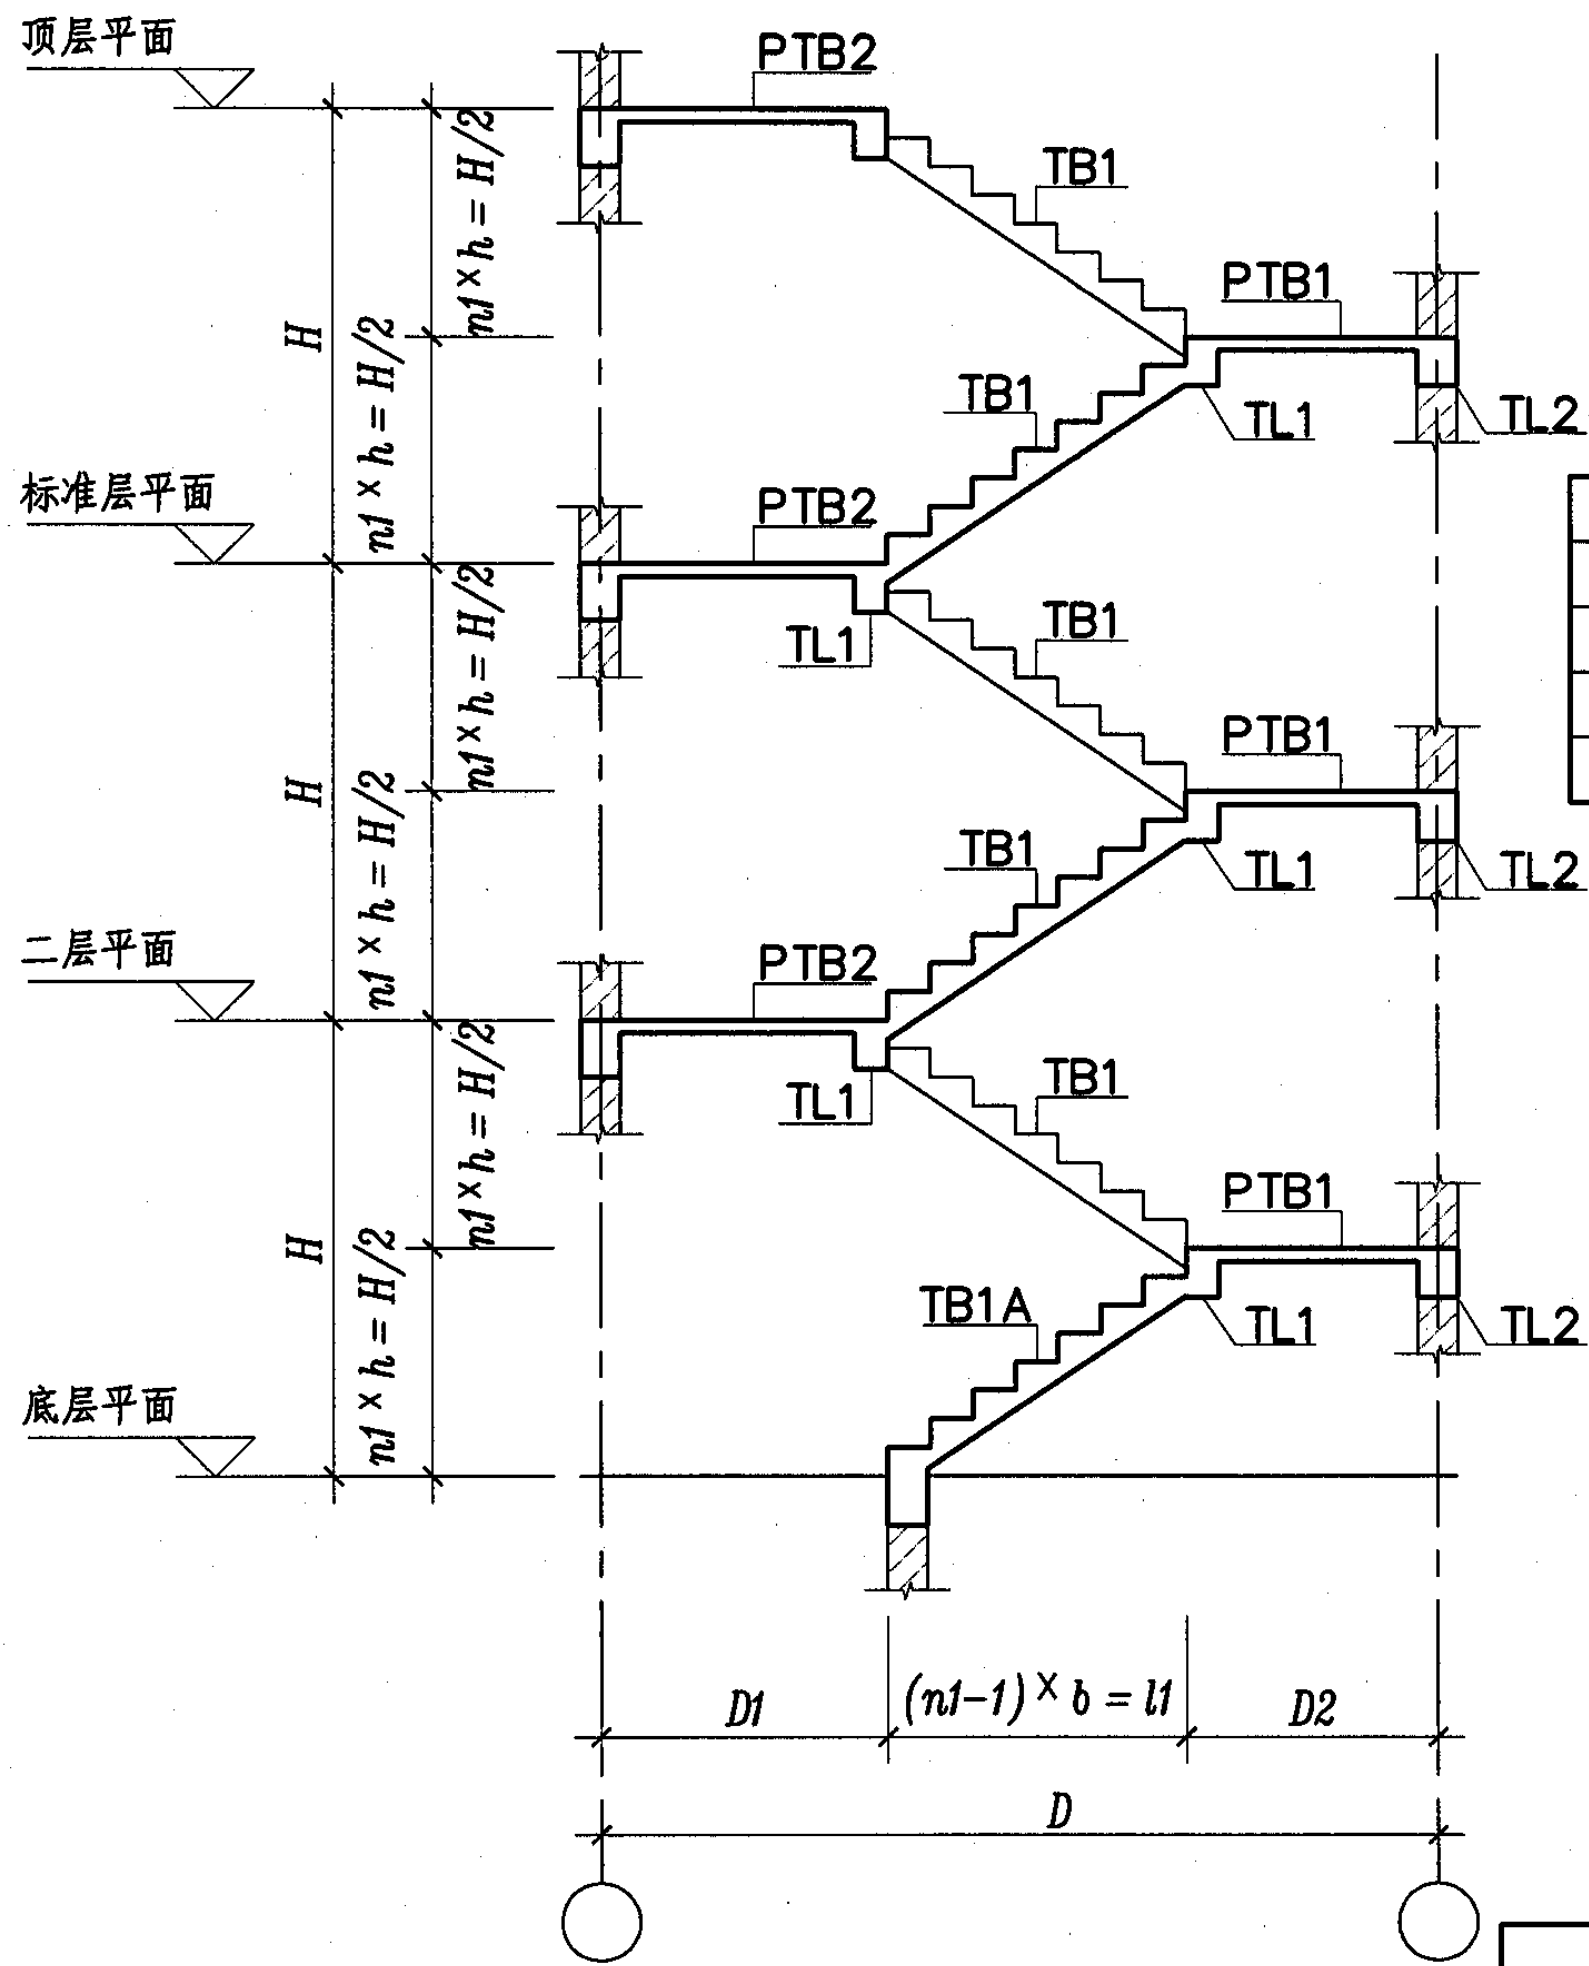 顶层平面
PTB2
n1×h=H/2
TB1
PTB1
H
n1×h=H/2
TB1
TL1
TL2
标准层平面
PTB2
n1×h=H/2
TB1
TL1
PTB1
H
n1×h=H/2
TB1
TL1
TL2
二层平面
PTB2
n1×h=H/2
TB1
TL1
PTB1
H
n1×h=H/2
TB1A
TL1
TL2
底层平面
D1
(n1-1)×b=l1
D2
D